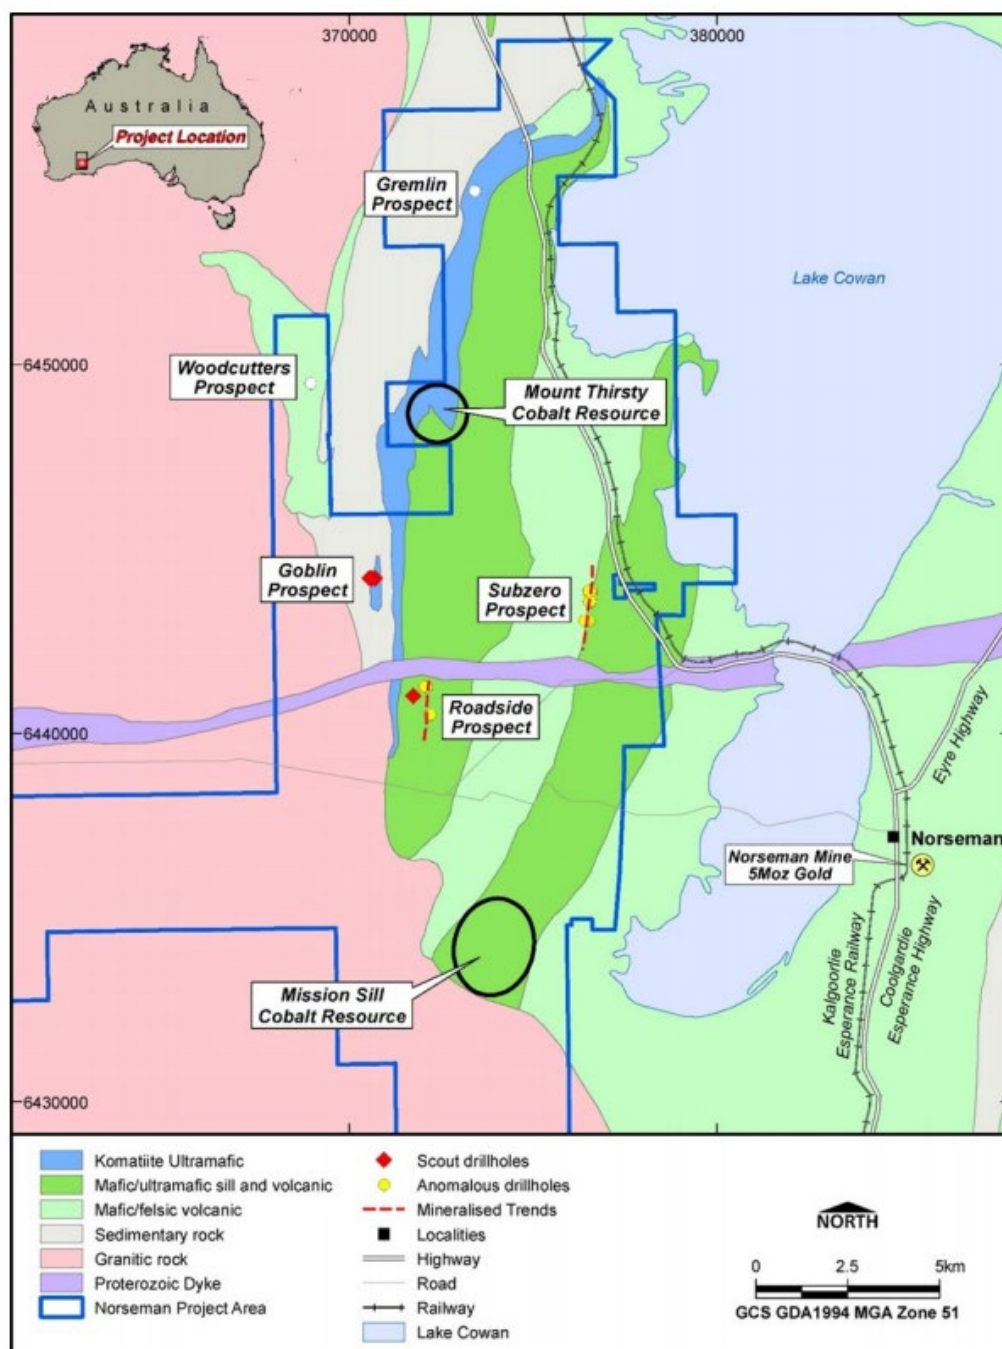 370000
380000
Australia
Project Location
Gremlin
Prospect
Lake Cowan
6450000
Woodcutters
Prospect
Mount Thirsty
Cobalt Resource
Goblin
Prospect
Subzero
Prospect
Roadside
Prospect
6440000
Eyre Highway
Norseman
Norseman Mine
5Moz Gold
Kalgoortie
Esperance Railway
Coolgardie
Esperance Highway
Mission Sill
Cobalt Resource
6430000
Komatiite Ultramafic
Mafic/ultramafic sill and volcanic
Mafic/felsic volcanic
Sedimentary rock
Granitic rock
Proterozoic Dyke
Norseman Project Area
Scout drillholes
Anomalous drillholes
Mineralised Trends
Localities
Highway
Road
Railway
Lake Cowan
NORTH
0 2.5 5km
GCS GDA1994 MGA Zone 51